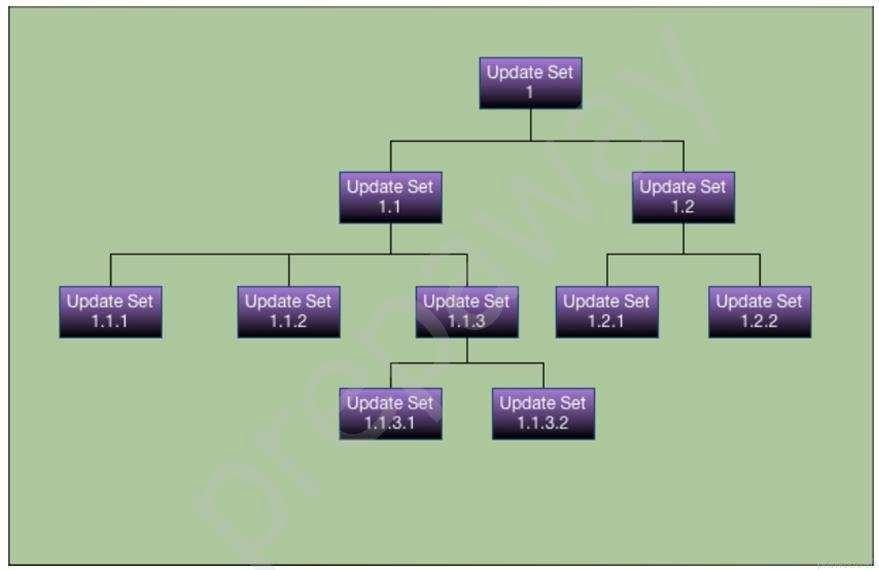 Update Set
1
Update Set
1.1
Update Set
1.2
Update Set
1.1.1
Update Set
1.1.2
Update Set
1.1.3
Update Set
1.2.1
Update Set
1.2.2
Update Set
1.1.3.1
Update Set
1.1.3.2
prepaway